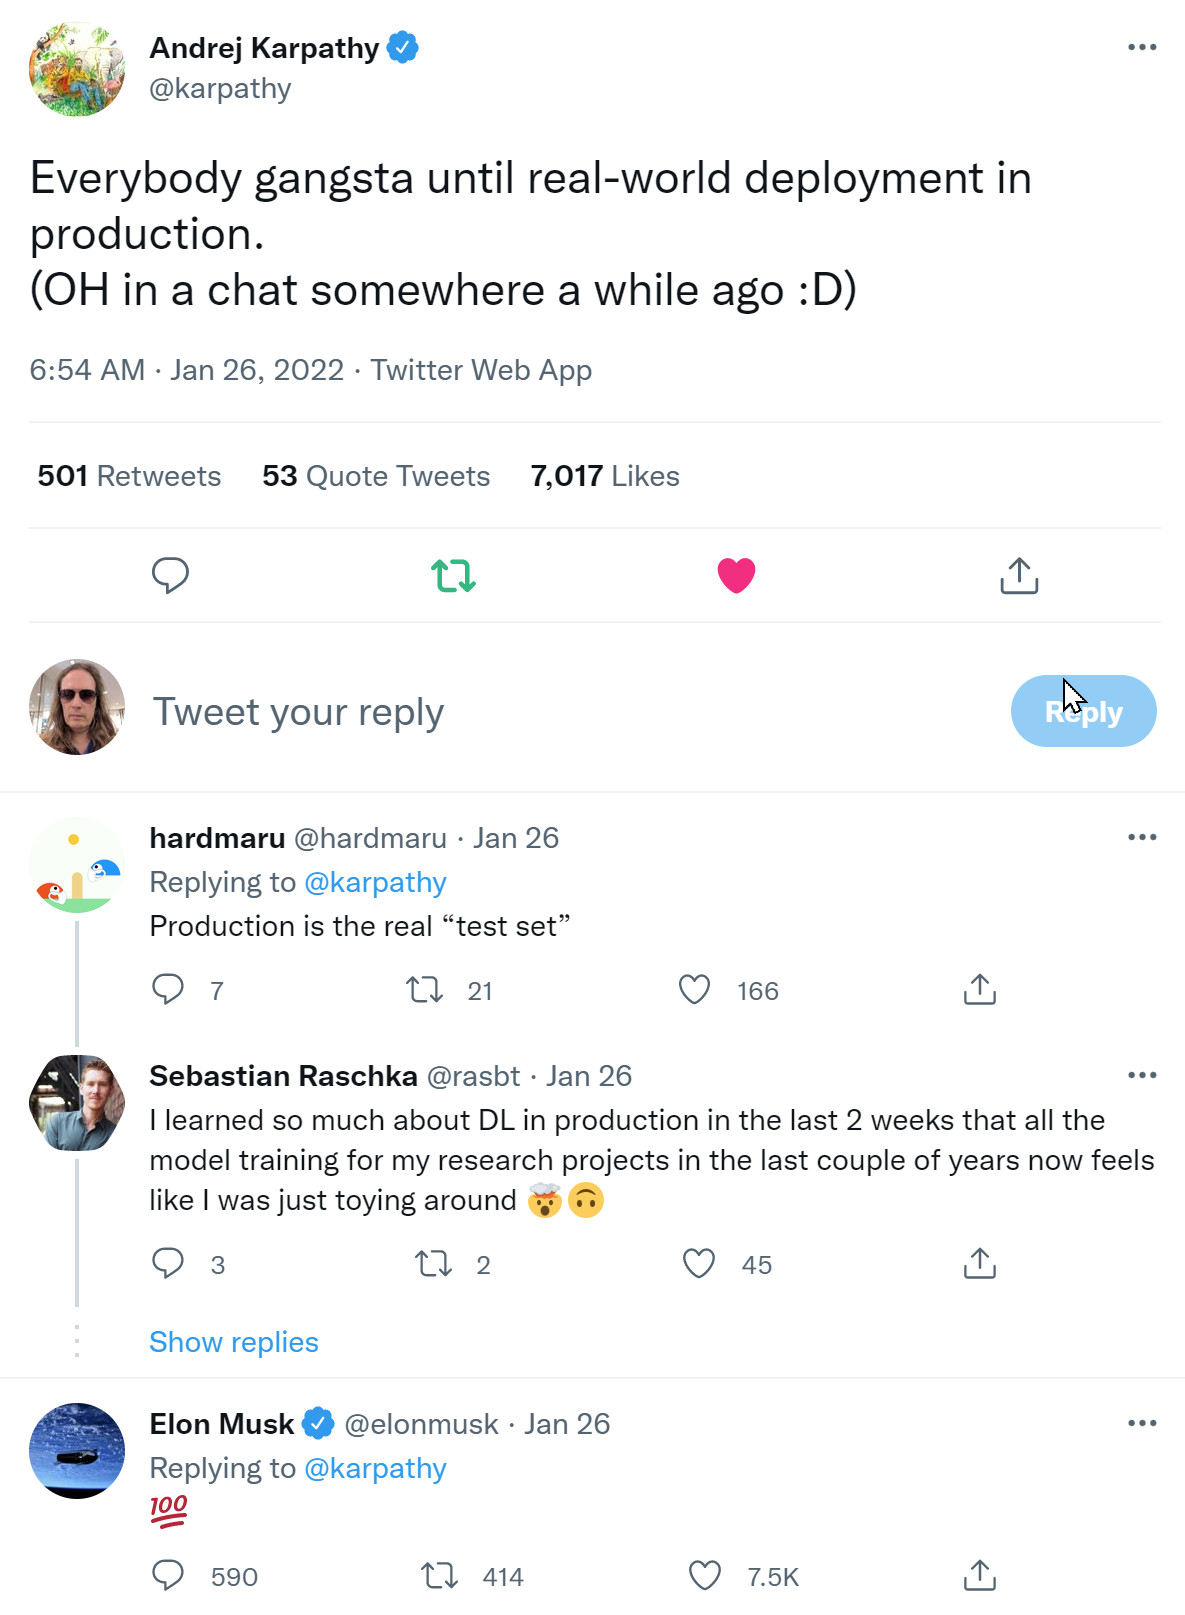 Andrej Karpathy
@karpathy
Everybody gangsta until real-world deployment in
production.
(OH in a chat somewhere a while ago :D)
6:54 AM · Jan 26, 2022 · Twitter Web App
501 Retweets 53 Quote Tweets 7,017 Likes
Tweet your reply
Reply
hardmaru @hardmaru · Jan 26
Replying to @karpathy
Production is the real “test set”
7 21 166
Sebastian Raschka @rasbt · Jan 26
I learned so much about DL in production in the last 2 weeks that all the
model training for my research projects in the last couple of years now feels
like I was just toying around 🤯🙃
3 2 45
Show replies
Elon Musk @elonmusk · Jan 26
Replying to @karpathy
💯
590 414 7.5K